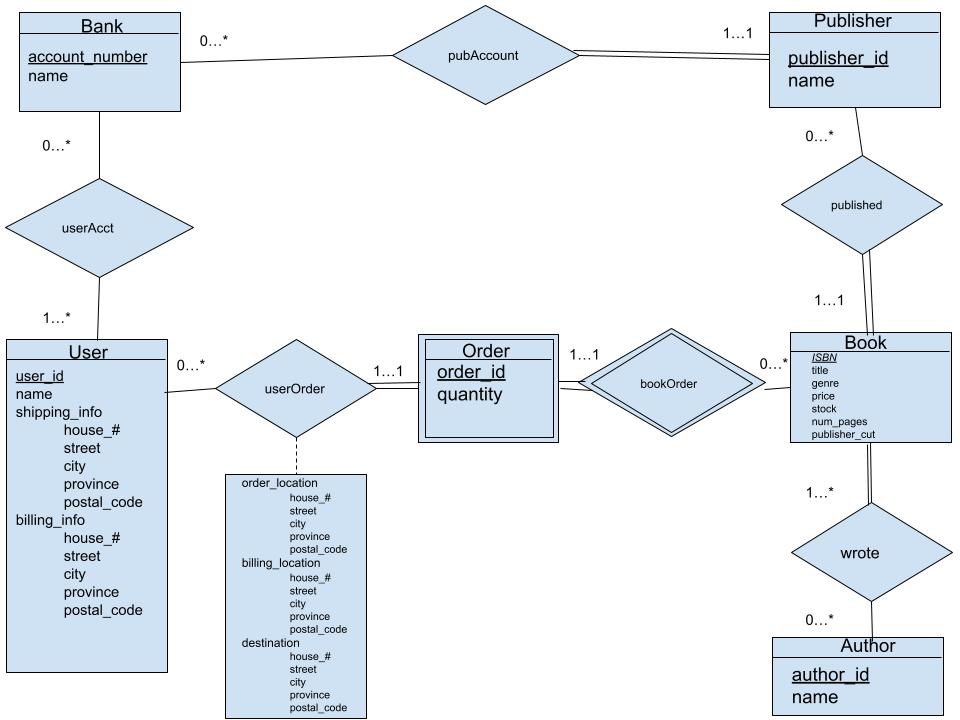 Bank
account_number
name
0…*
pubAccount
1…1
Publisher
publisher_id
name
0…*
userAcct
1…*
0…*
published
1…1
User
user_id
name
shipping_info
house_#
street
city
province
postal_code
billing_info
house_#
street
city
province
postal_code
0…*
userOrder
1…1
order_location
house_#
street
city
province
postal_code
billing_location
house_#
street
city
province
postal_code
destination
house_#
street
city
province
postal_code
Order
order_id
quantity
1…1
bookOrder
0…*
Book
ISBN
title
genre
price
stock
num_pages
publisher_cut
1…*
wrote
0…*
Author
author_id
name